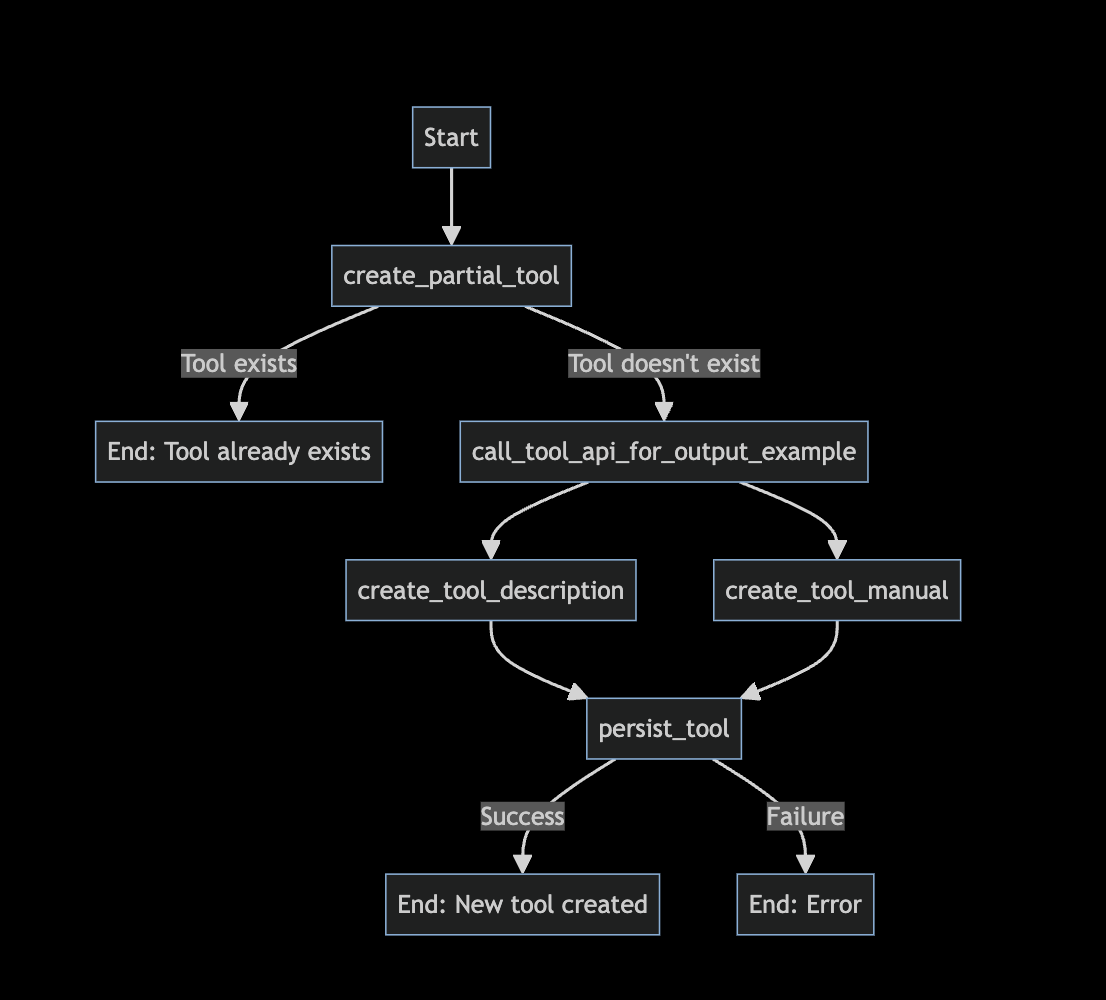 Start
create_partial_tool
Tool exists
Tool doesn't exist
End: Tool already exists
call_tool_api_for_output_example
create_tool_description
create_tool_manual
persist_tool
Success
Failure
End: New tool created
End: Error